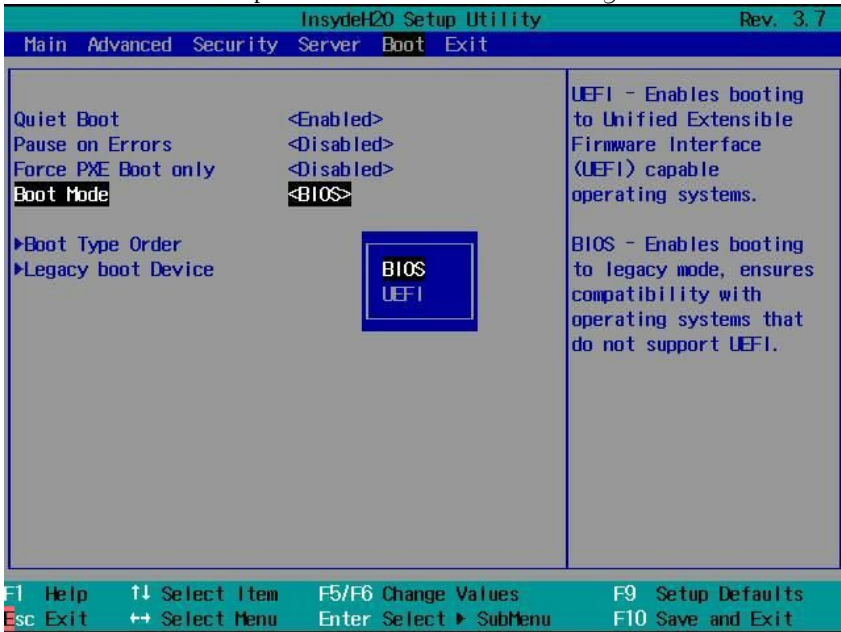 InsydeH20 Setup Utility Rev. 3.7
Main Advanced Security Server Boot Exit
Quiet Boot <Enabled>
Pause on Errors <Disabled>
Force PXE Boot only <Disabled>
Boot Mode <BIOS>
▶Boot Type Order
▶Legacy boot Device
BIOS
UEFI
UEFI - Enables booting
to Unified Extensible
Firmware Interface
(UEFI) capable
operating systems.
BIOS - Enables booting
to legacy mode, ensures
compatibility with
operating systems that
do not support UEFI.
F1 Help ↑↓ Select Item F5/F6 Change Values F9 Setup Defaults
Esc Exit ↔ Select Menu Enter Select ▶ SubMenu F10 Save and Exit